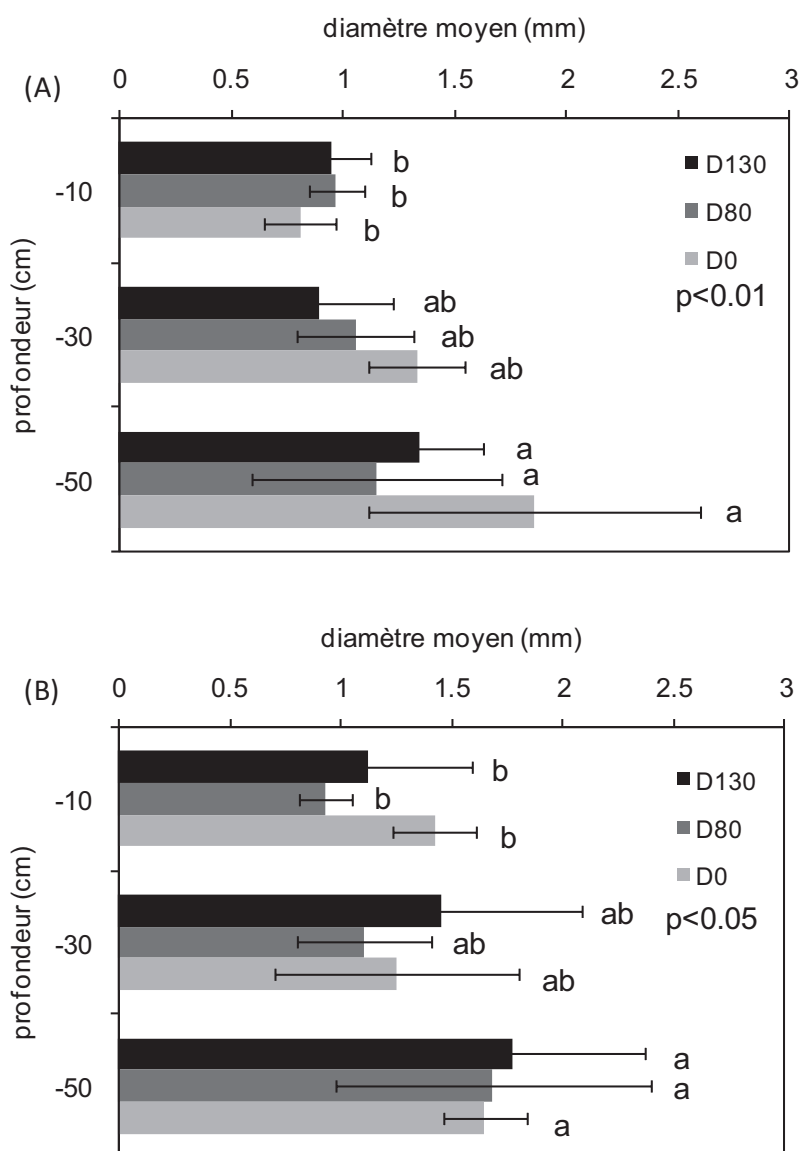 diamètre moyen (mm)
(A)
0 0.5 1 1.5 2 2.5 3
b
D130
-10
b
D80
b
D0
p<0.01
ab
profondeur (cm)
-30
ab
ab
a
-50
a
a
diamètre moyen (mm)
(B)
0 0.5 1 1.5 2 2.5 3
b
D130
-10
b
D80
b
D0
p<0.05
ab
profondeur (cm)
-30
ab
ab
a
-50
a
a